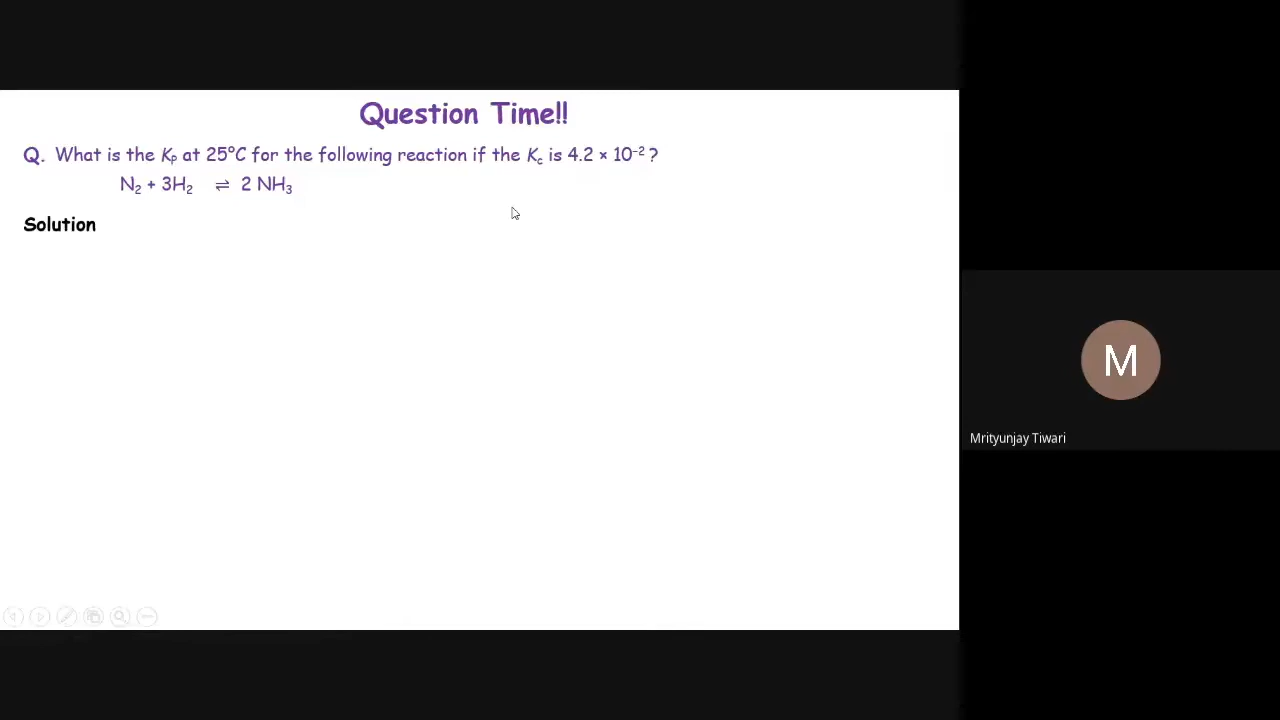 Question Time!!
Q. What is the Kₚ at 25°C for the following reaction if the K꜀ is 4.2 × 10⁻² ?
N₂ + 3H₂ ⇌ 2 NH₃
Solution
M
Mrityunjay Tiwari